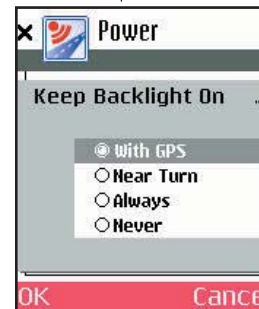 Power
Keep Backlight On
With GPS
Near Turn
Always
Never
OK Cance